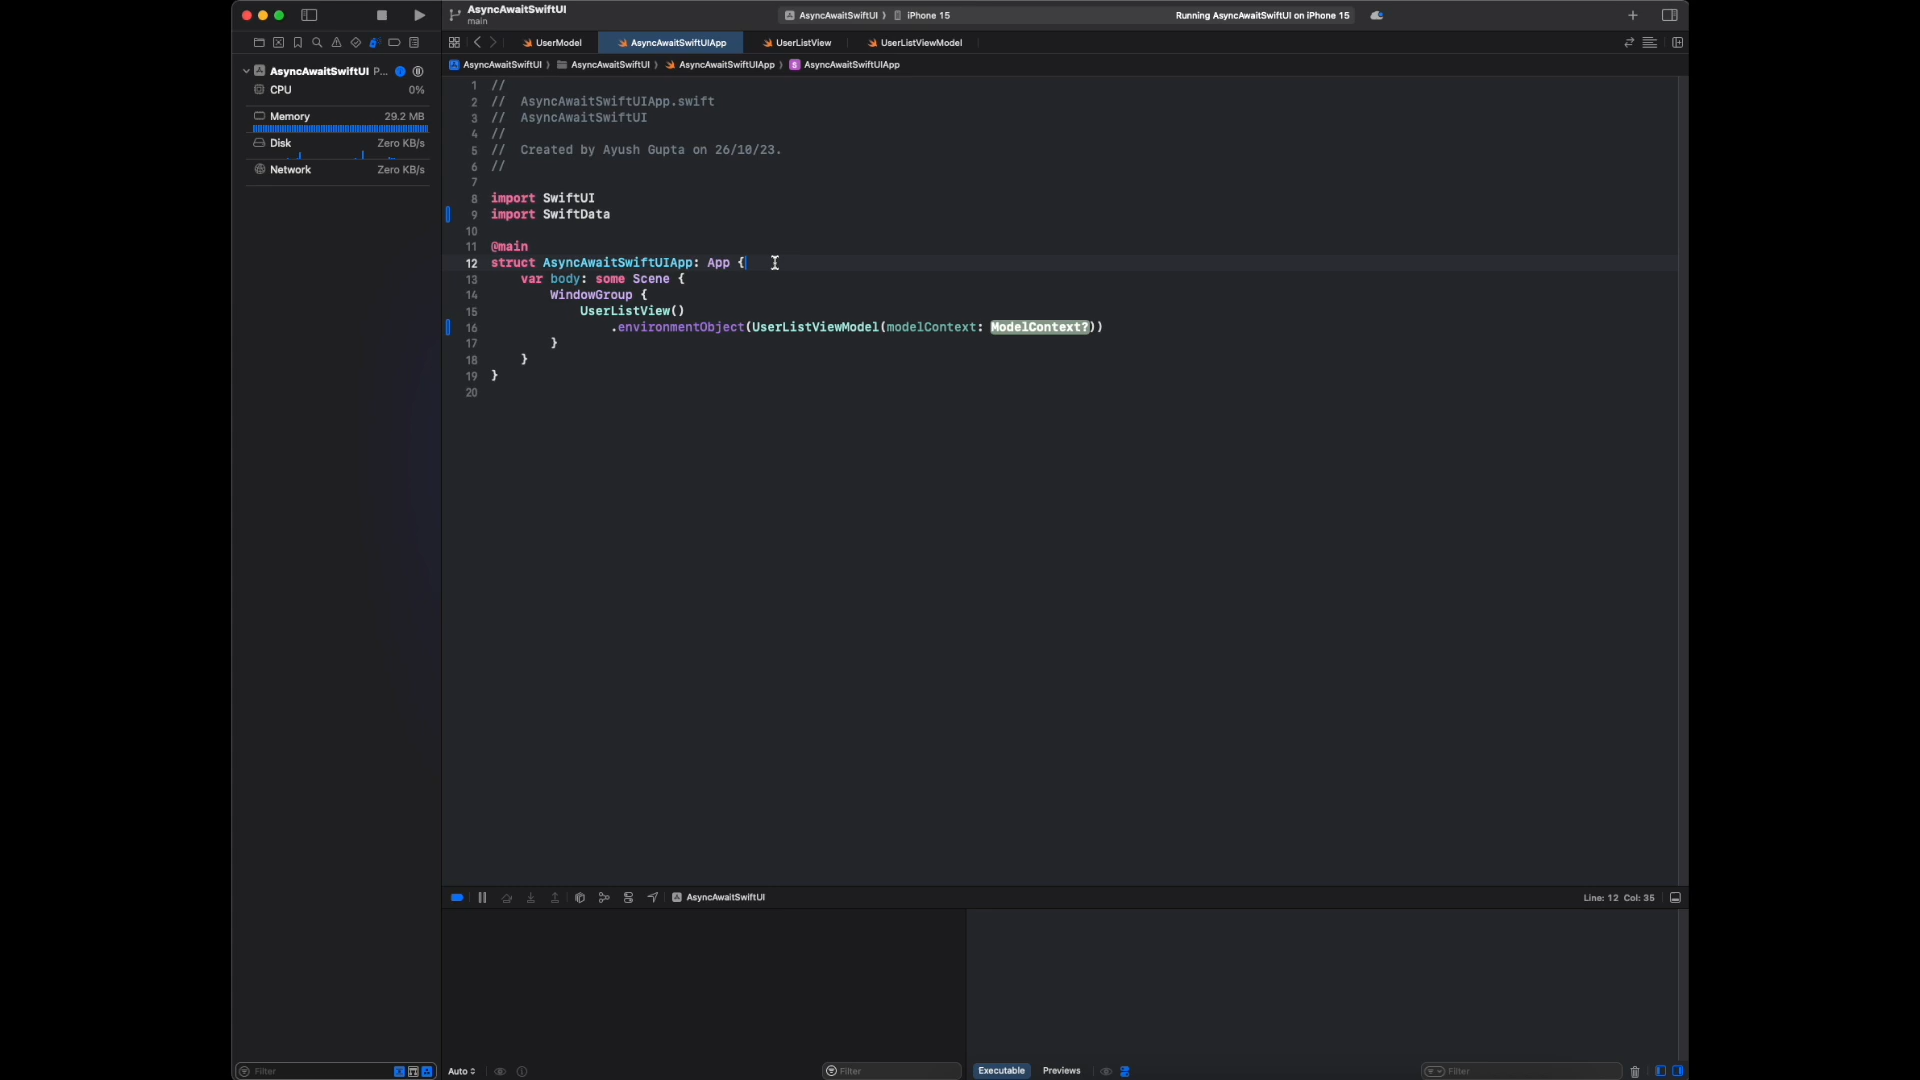 AsyncAwaitSwiftUI
main
AsyncAwaitSwiftUI
iPhone 15
Running AsyncAwaitSwiftUI on iPhone 15
UserModel
AsyncAwaitSwiftUIApp
UserListView
UserListViewModel
AsyncAwaitSwiftUI
AsyncAwaitSwiftUI
AsyncAwaitSwiftUIApp
S AsyncAwaitSwiftUIApp
AsyncAwaitSwiftUI P...
CPU 0%
Memory 29.2 MB
Disk Zero KB/s
Network Zero KB/s
1 //
2 // AsyncAwaitSwiftUIApp.swift
3 // AsyncAwaitSwiftUI
4 //
5 // Created by Ayush Gupta on 26/10/23.
6 //
7
8 import SwiftUI
9 import SwiftData
10
11 @main
12 struct AsyncAwaitSwiftUIApp: App {
13 var body: some Scene {
14 WindowGroup {
15 UserListView()
16 .environmentObject(UserListViewModel(modelContext: ModelContext?))
17 }
18 }
19 }
20
AsyncAwaitSwiftUI
Line: 12 Col: 35
Filter
Auto
Filter
Executable
Previews
Filter